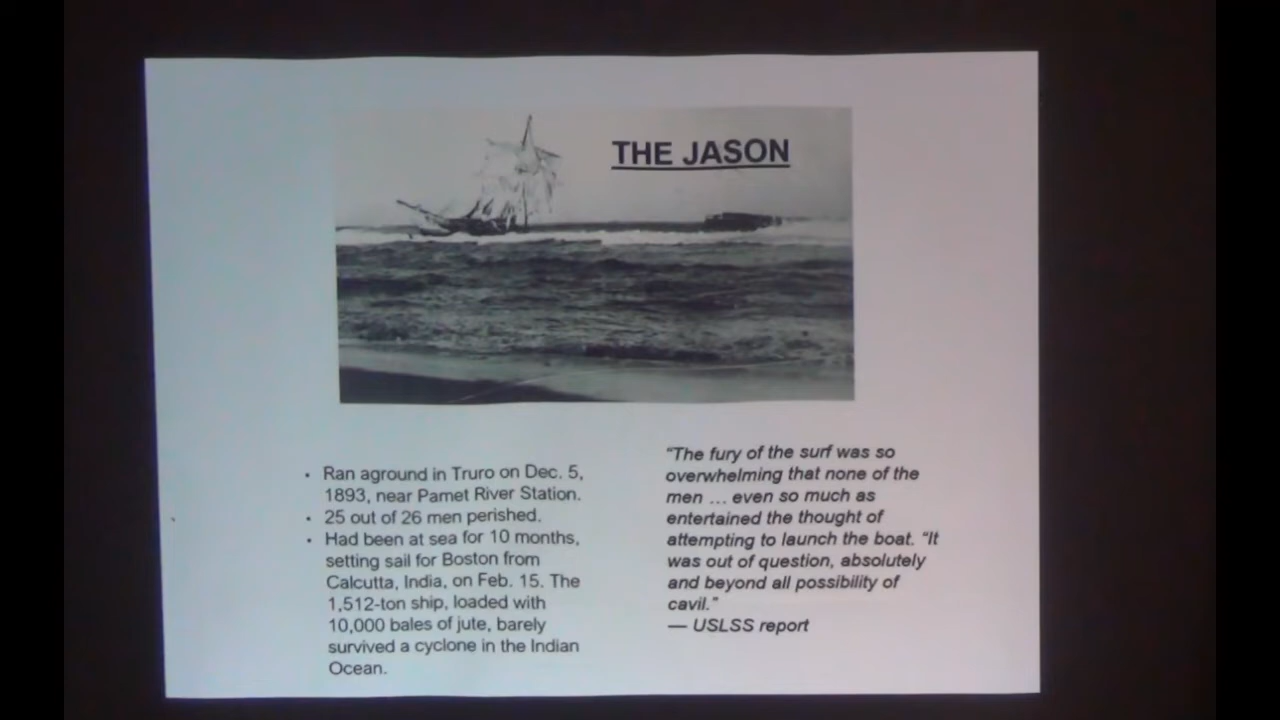 THE JASON
• Ran aground in Truro on Dec. 5,
1893, near Pamet River Station.
• 25 out of 26 men perished.
• Had been at sea for 10 months,
setting sail for Boston from
Calcutta, India, on Feb. 15. The
1,512-ton ship, loaded with
10,000 bales of jute, barely
survived a cyclone in the Indian
Ocean.
“The fury of the surf was so
overwhelming that none of the
men ... even so much as
entertained the thought of
attempting to launch the boat. “It
was out of question, absolutely
and beyond all possibility of
cavil.”
— USLSS report